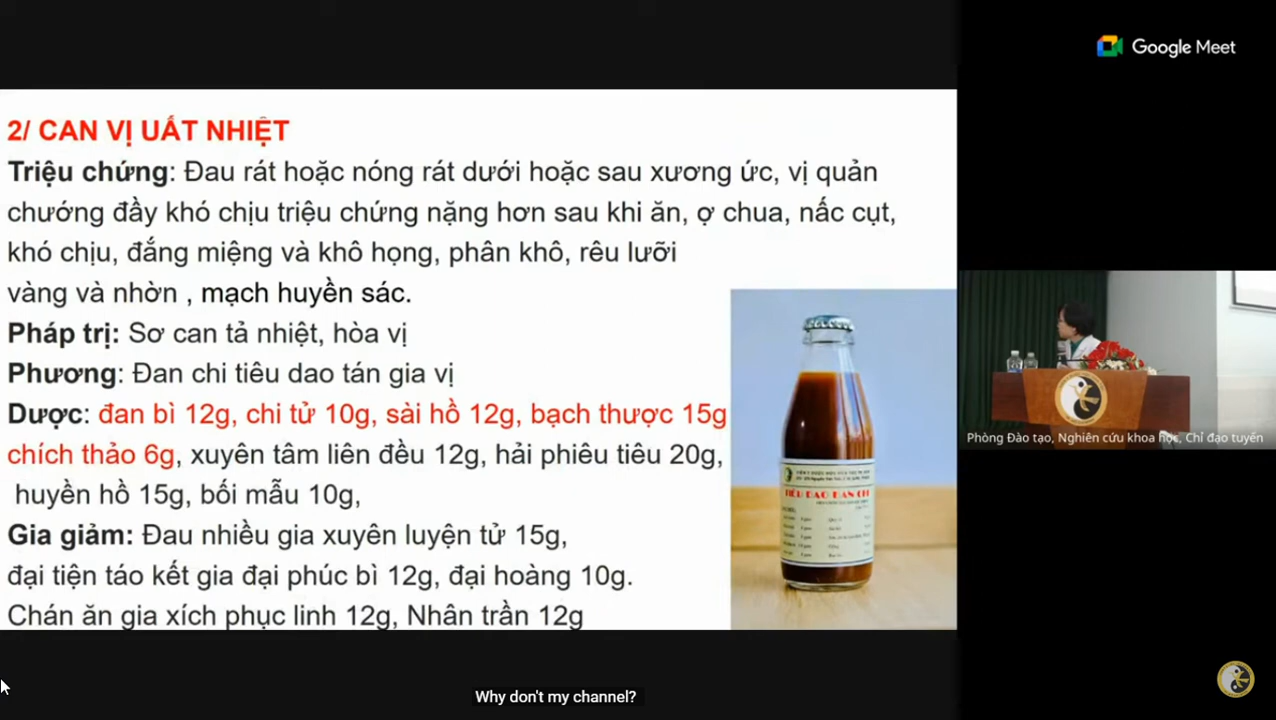 Google Meet
2/ CAN VỊ UẤT NHIỆT
Triệu chứng: Đau rát hoặc nóng rát dưới hoặc sau xương ức, vị quản
chướng đầy khó chịu triệu chứng nặng hơn sau khi ăn, ợ chua, nấc cụt,
khó chịu, đắng miệng và khô họng, phân khô, rêu lưỡi
vàng và nhờn , mạch huyền sác.
Pháp trị: Sơ can tả nhiệt, hòa vị
Phương: Đan chi tiêu dao tán gia vị
Dược: đan bì 12g, chi tử 10g, sài hồ 12g, bạch thược 15g
chích thảo 6g, xuyên tâm liên đều 12g, hải phiêu tiêu 20g,
huyền hồ 15g, bối mẫu 10g,
Gia giảm: Đau nhiều gia xuyên luyện tử 15g,
đại tiện táo kết gia đại phúc bì 12g, đại hoàng 10g.
Chán ăn gia xích phục linh 12g, Nhân trần 12g
TIÊU DAO ĐAN CHI
Phòng Đào tạo, Nghiên cứu khoa học, Chỉ đạo tuyến
Why don't my channel?